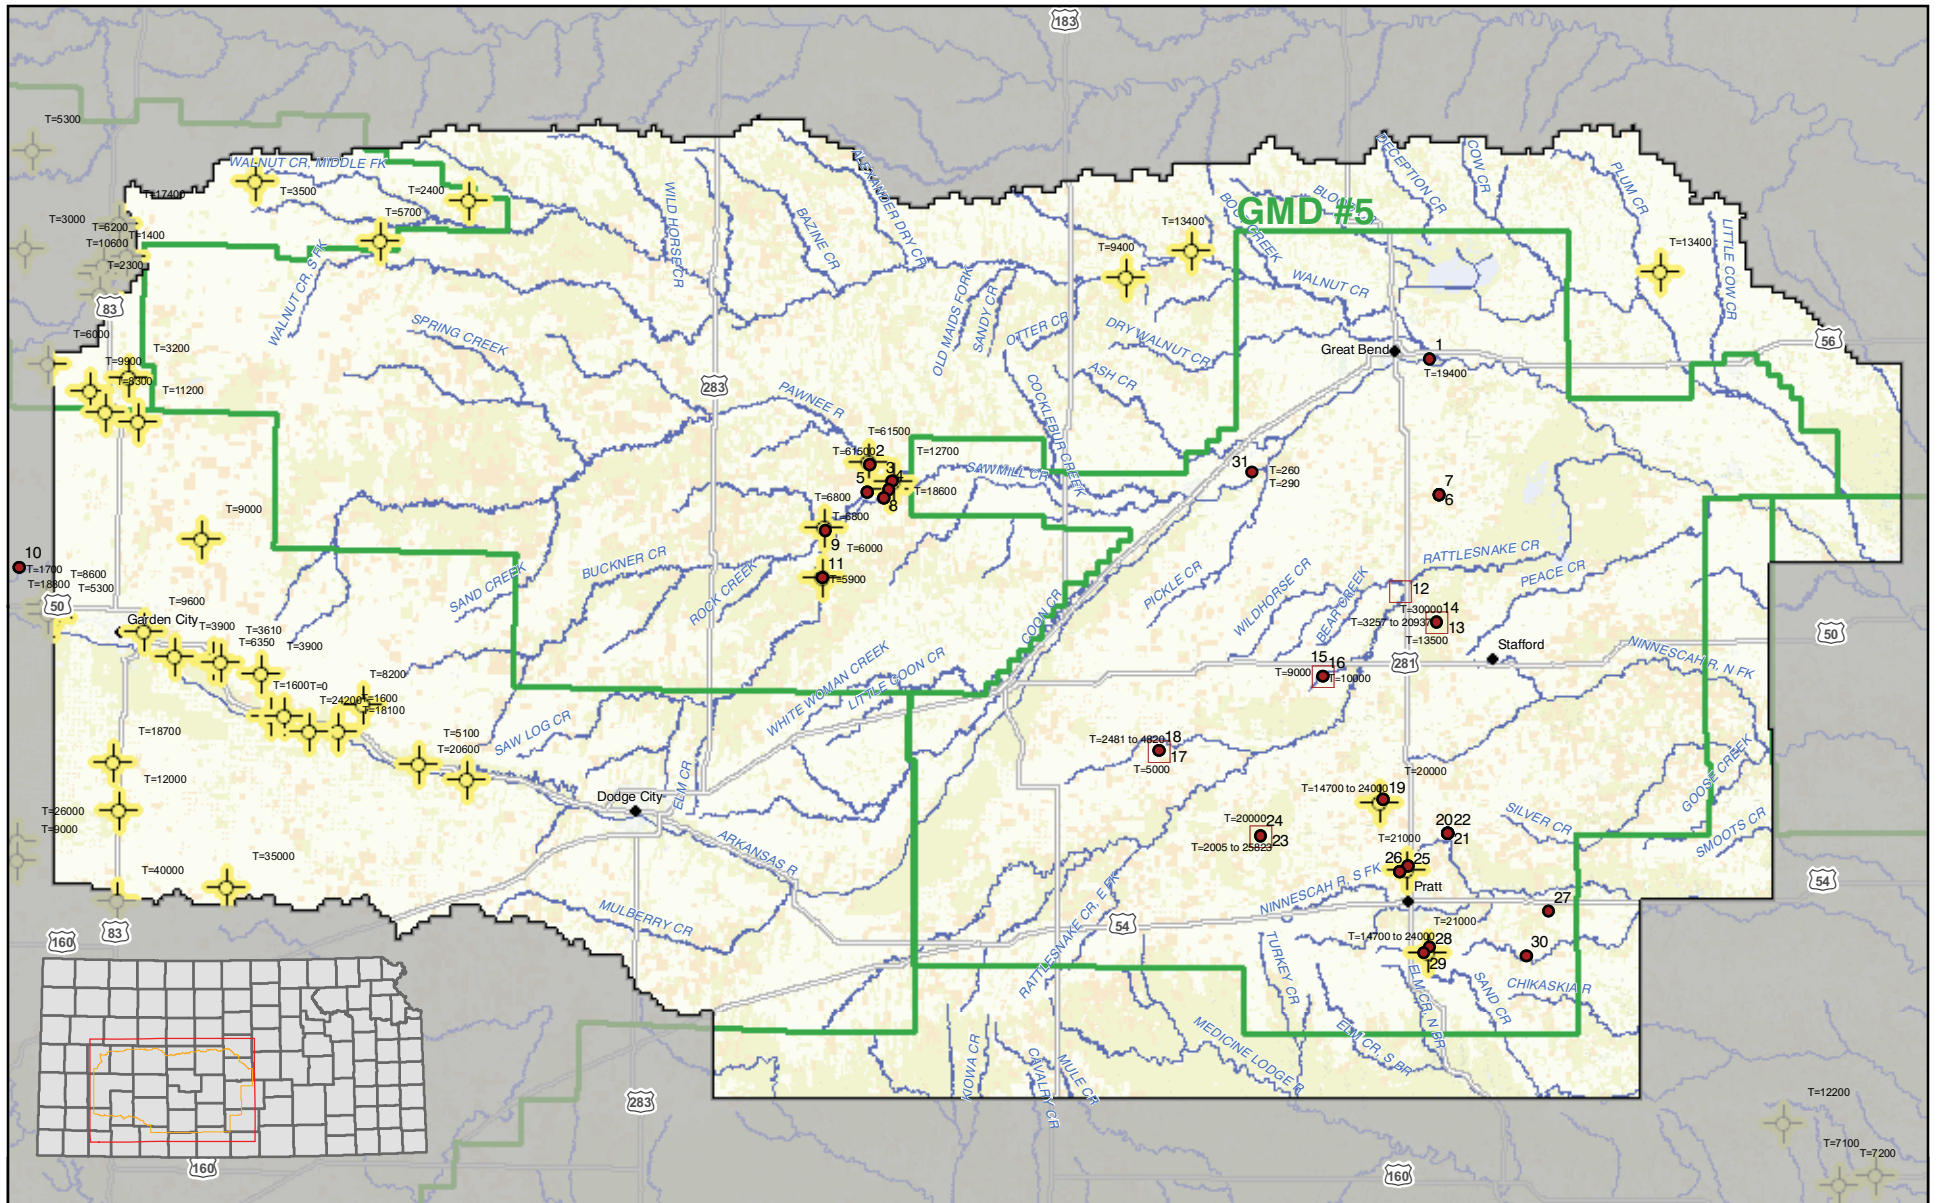 183
T=5300
WALNUT CR, MIDDLE FK
T=17400
T=3500
T=2400
T=3000
T=6200
T=1400
T=10600
T=2300
T=5700
WALNUT CR, S FK
WILD HORSE CR
BAZINE CR
ALEXANDER DRY CR
T=13400
T=9400
GMD #5
BLOOD CR
BOOT CREEK
DECEPTION CR
COW CR
PLUM CR
T=13400
LITTLE COW CR
WALNUT CR
83
T=6000
T=3200
T=9900
T=8300
T=11200
SPRING CREEK
283
OLD MAIDS FORK
SANDY CR
OTTER CR
DRY WALNUT CR
ASH CR
COCKLEBUR CREEK
Great Bend
1
T=19400
56
PAWNEE R
T=61500
T=61500
2
3
4
5
8
T=12700
T=18600
SAWMILL CR
31
T=260
T=290
7
6
T=6800
T=6800
9
T=6000
11
T=5900
T=9000
10
T=1700
T=18800
T=8600
T=5300
50
T=9600
Garden City
T=3900
T=3610
T=6350
T=3900
SAND CREEK
BUCKNER CR
ROCK CREEK
COON CR
PICKLE CR
WILDHORSE CR
BEAR CREEK
RATTLESNAKE CR
PEACE CR
12
T=30000
14
T=3257 to 20937
13
T=13500
Stafford
50
NINNESCAH R, N FK
281
15
16
T=9000
T=10000
WHITE WOMAN CREEK
LITTLE COON CR
T=8200
T=1600
T=0
T=24200
T=1600
T=18100
T=5100
T=20600
SAW LOG CR
T=18700
T=12000
T=26000
T=9000
T=40000
T=35000
Dodge City
ELM CR
ARKANSAS R
MULBERRY CR
T=2481 to 4820
18
17
T=5000
T=20000
T=14700 to 24000
19
T=20000
24
23
T=2005 to 25823
20
22
21
T=21000
26
25
Pratt
SILVER CR
GOOSE CREEK
SMOOTS CR
54
NINNESCAH R, S FK
27
54
RATTLESNAKE CR, E FK
TURKEY CR
T=21000
T=14700 to 24000
28
29
30
ELM CR, N BR
SAND CR
CHIKASKIA R
ELM CR, S BR
MEDICINE LODGE R
KIOWA CR
CAVALRY CR
MULE CR
160
83
283
160
160
T=12200
T=7100
T=7200